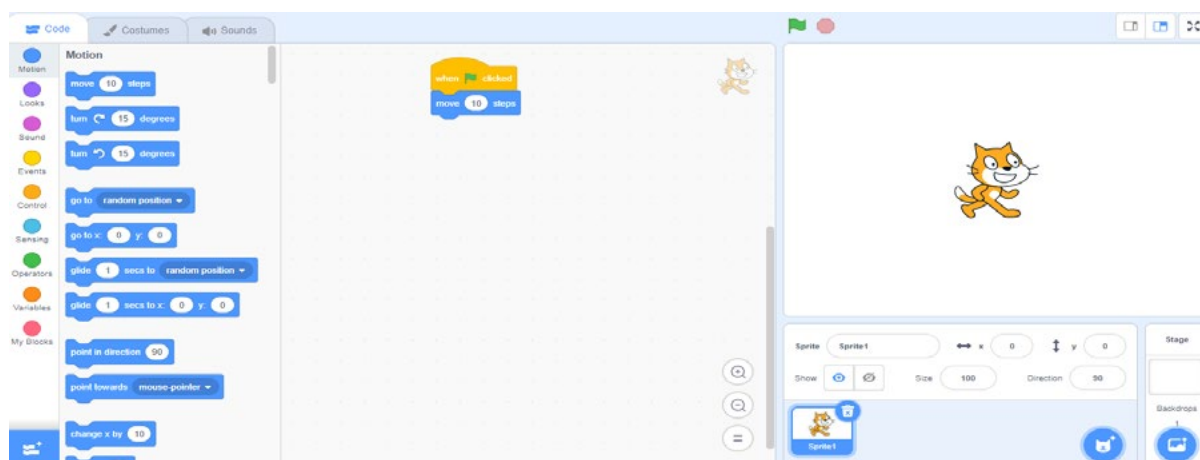 Code
Costumes
Sounds
Motion
Looks
Sound
Events
Control
Sensing
Operators
Variables
My Blocks
Motion
move 10 steps
turn 15 degrees
turn 15 degrees
go to random position
go to x: 0 y: 0
glide 1 secs to random position
glide 1 secs to x: 0 y: 0
point in direction 90
point towards mouse-pointer
change x by 10
when clicked
move 10 steps
Sprite Sprite1 x 0 y 0
Show Size 100 Direction 90
Sprite1
Stage
Backdrops
1